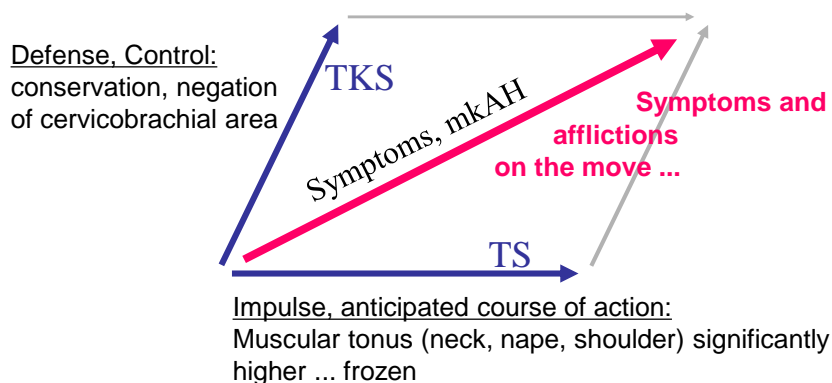 Defense, Control:
conservation, negation
of cervicobrachial area
TKS
Symptoms, mkAH
Symptoms and
afflictions
on the move ...
TS
Impulse, anticipated course of action:
Muscular tonus (neck, nape, shoulder) significantly
higher ... frozen